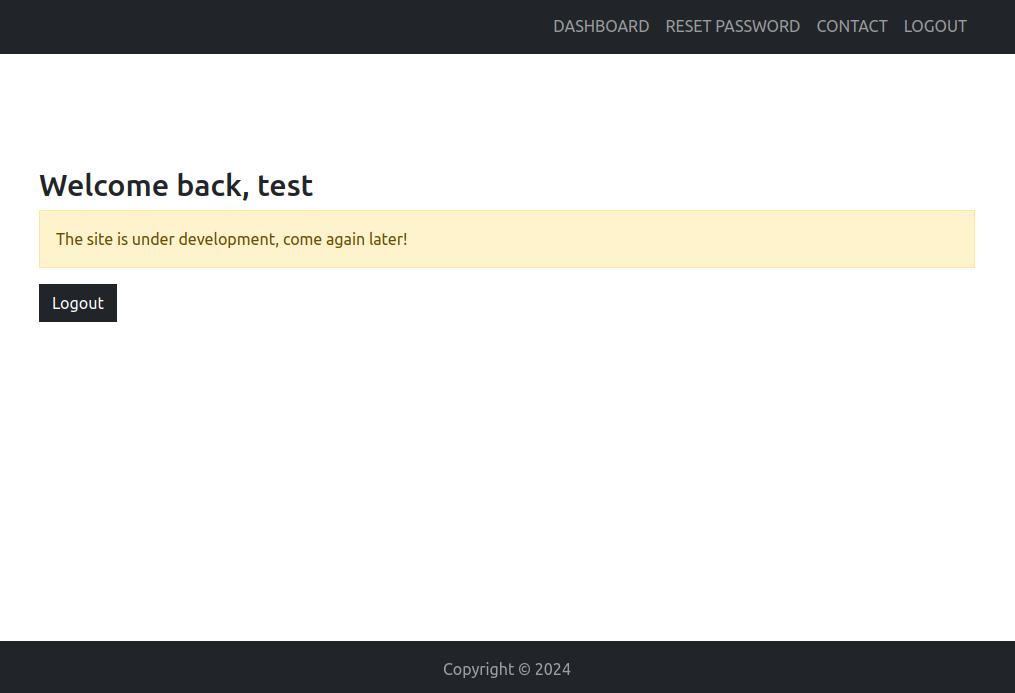 DASHBOARD RESET PASSWORD CONTACT LOGOUT
Welcome back, test
The site is under development, come again later!
Logout
Copyright © 2024